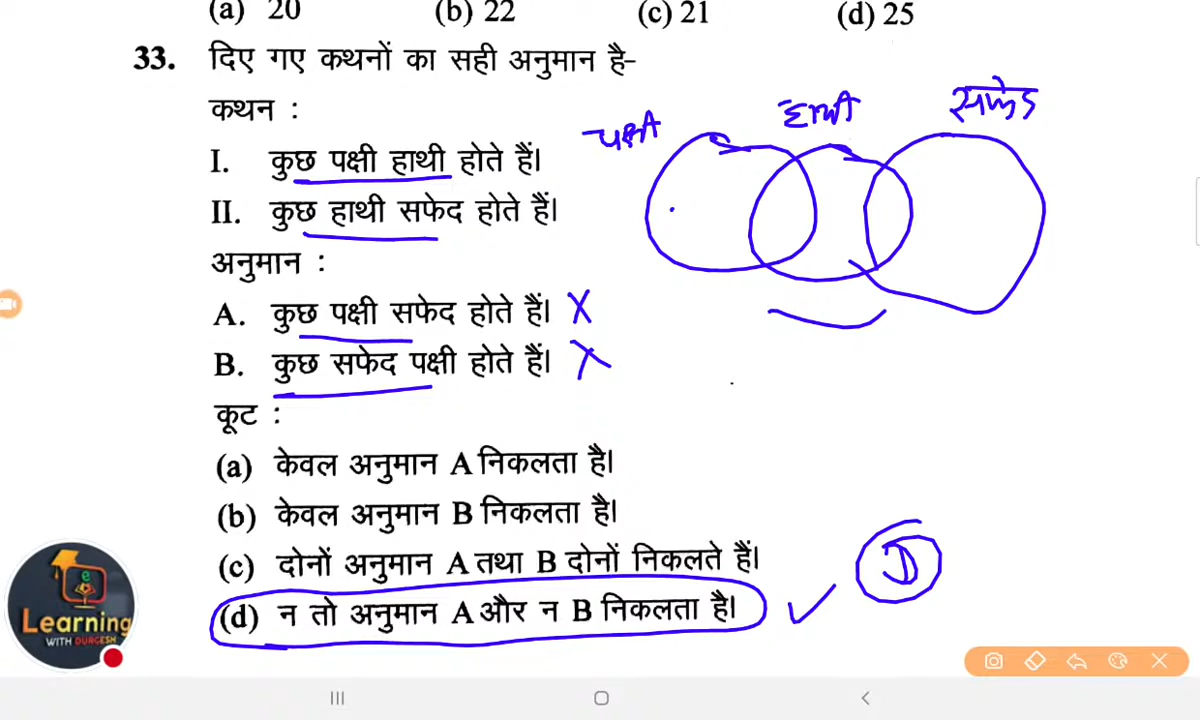 (a) 20 (b) 22 (c) 21 (d) 25
33. दिए गए कथनों का सही अनुमान है-
कथन :
I. कुछ पक्षी हाथी होते हैं।
II. कुछ हाथी सफेद होते हैं।
अनुमान :
A. कुछ पक्षी सफेद होते हैं। X
B. कुछ सफेद पक्षी होते हैं। X
कूट :
(a) केवल अनुमान A निकलता है।
(b) केवल अनुमान B निकलता है।
(c) दोनों अनुमान A तथा B दोनों निकलते हैं।
(d) न तो अनुमान A और न B निकलता है।
पक्षी हाथी सफेद
D
e
Learning
WITH DURGESH